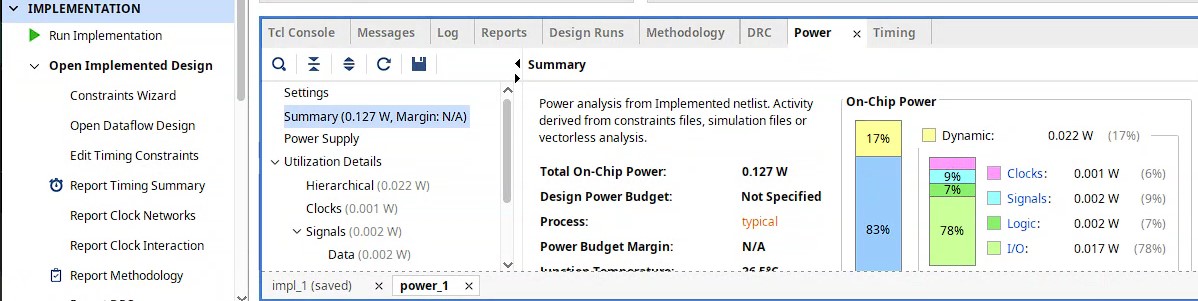 IMPLEMENTATION
Run Implementation
Open Implemented Design
Constraints Wizard
Open Dataflow Design
Edit Timing Constraints
Report Timing Summary
Report Clock Networks
Report Clock Interaction
Report Methodology
Tcl Console Messages Log Reports Design Runs Methodology DRC Power × Timing
Summary
Settings
Summary (0.127 W, Margin: N/A)
Power Supply
Utilization Details
Hierarchical (0.022 W)
Clocks (0.001 W)
Signals (0.002 W)
Data (0.002 W)
Power analysis from Implemented netlist. Activity
derived from constraints files, simulation files or
vectorless analysis.
Total On-Chip Power: 0.127 W
Design Power Budget: Not Specified
Process: typical
Power Budget Margin: N/A
Junction Temperature: 26.5°C
On-Chip Power
17%
83%
Dynamic: 0.022 W (17%)
9%
7%
78%
Clocks: 0.001 W (6%)
Signals: 0.002 W (9%)
Logic: 0.002 W (7%)
I/O: 0.017 W (78%)
impl_1 (saved) × power_1 ×